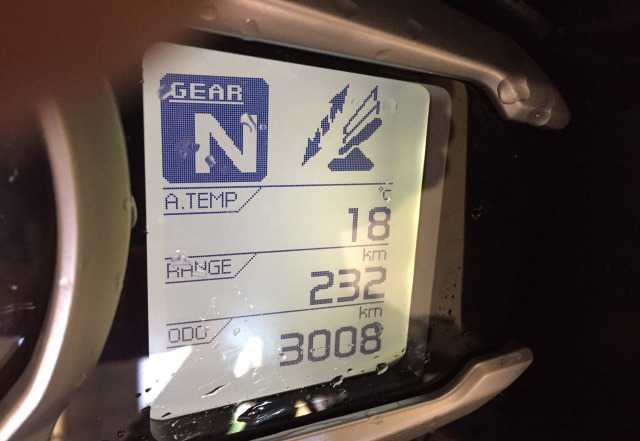 GEAR
N
A.TEMP
°C
18
RANGE
km
232
ODO
km
3008